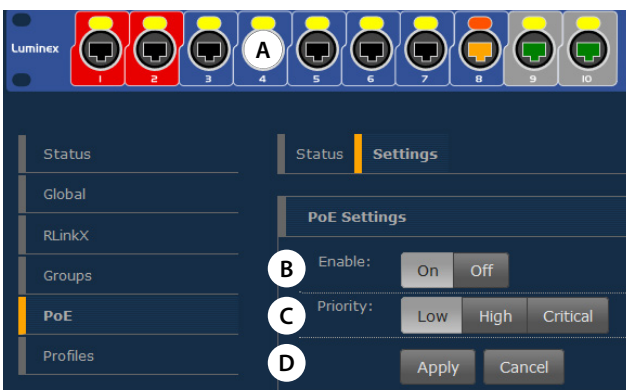 Luminex
A
1 2 3 4 5 6 7 8 9 10
Status
Global
RLinkX
Groups
PoE
Profiles
Status Settings
PoE Settings
B Enable: On Off
C Priority: Low High Critical
D Apply Cancel